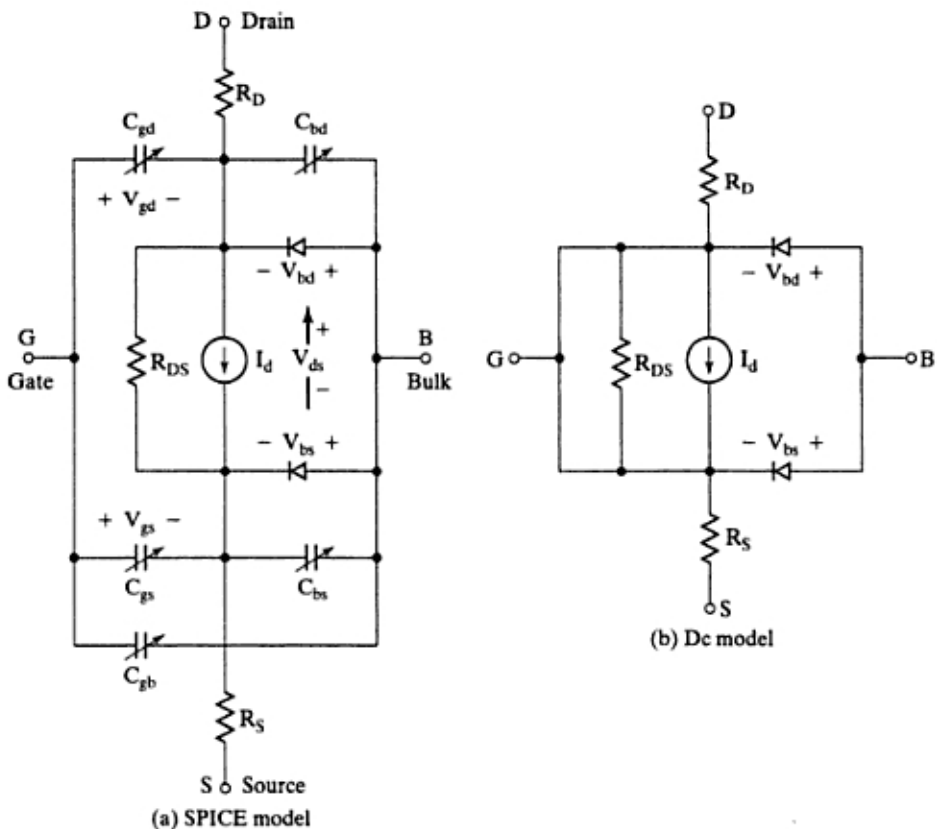 D Drain
R_D
C_gd
C_bd
+ V_gd −
− V_bd +
G
Gate
R_DS
I_d
+
V_ds
−
B
Bulk
− V_bs +
+ V_gs −
C_gs
C_bs
C_gb
R_S
S Source
(a) SPICE model
D
R_D
− V_bd +
G
R_DS
I_d
B
− V_bs +
R_S
S
(b) Dc model